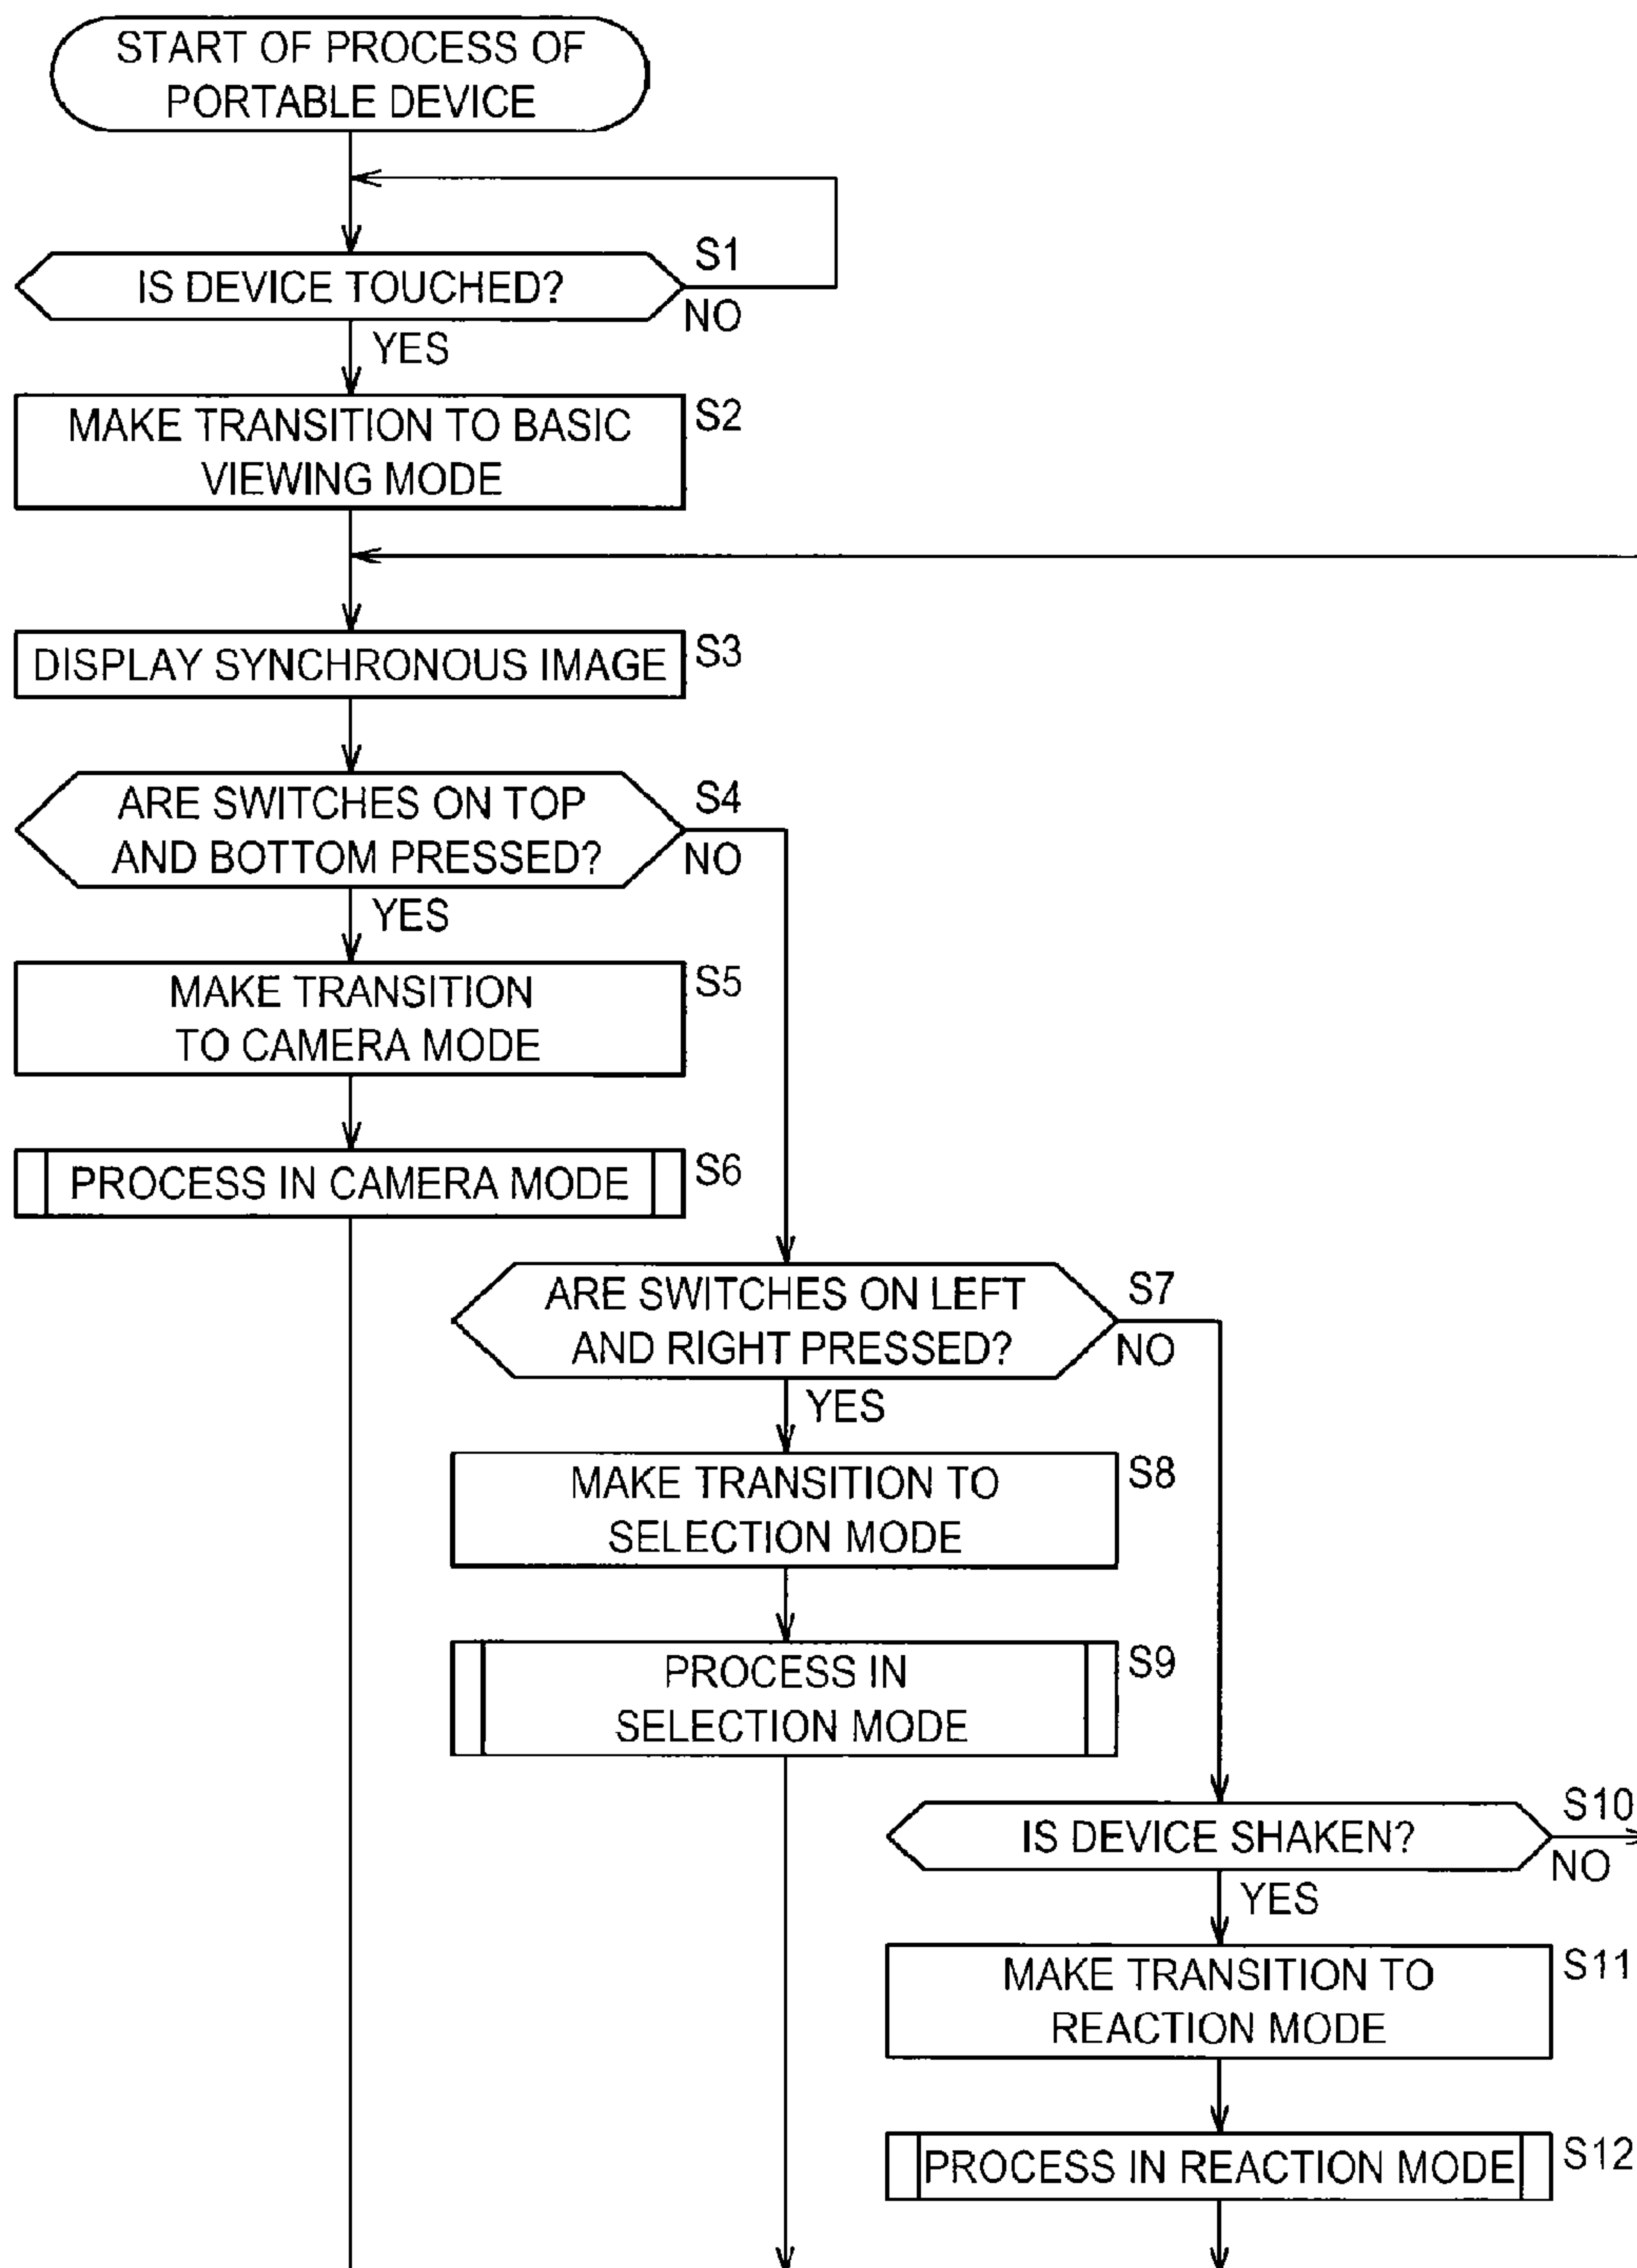 START OF PROCESS OF
PORTABLE DEVICE
S1
IS DEVICE TOUCHED?
NO
YES
S2
MAKE TRANSITION TO BASIC
VIEWING MODE
DISPLAY SYNCHRONOUS IMAGE
S3
S4
ARE SWITCHES ON TOP
AND BOTTOM PRESSED?
NO
YES
S5
MAKE TRANSITION
TO CAMERA MODE
PROCESS IN CAMERA MODE
S6
S7
ARE SWITCHES ON LEFT
AND RIGHT PRESSED?
NO
YES
S8
MAKE TRANSITION TO
SELECTION MODE
S9
PROCESS IN
SELECTION MODE
S10
IS DEVICE SHAKEN?
NO
YES
S11
MAKE TRANSITION TO
REACTION MODE
S12
PROCESS IN REACTION MODE